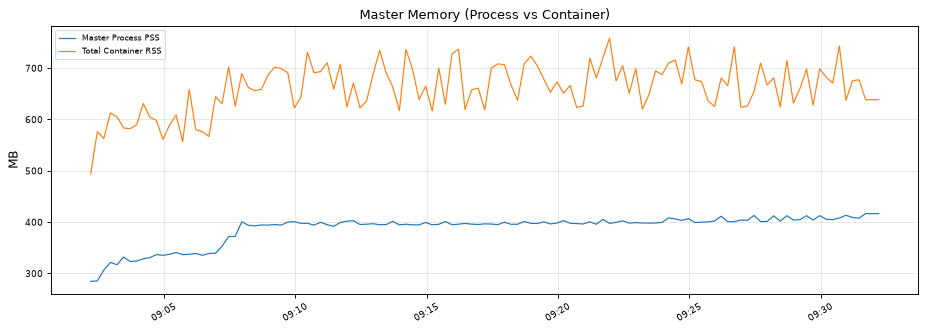 Master Memory (Process vs Container)
Master Process PSS
Total Container RSS
MB
700
600
500
400
300
09:05
09:10
09:15
09:20
09:25
09:30